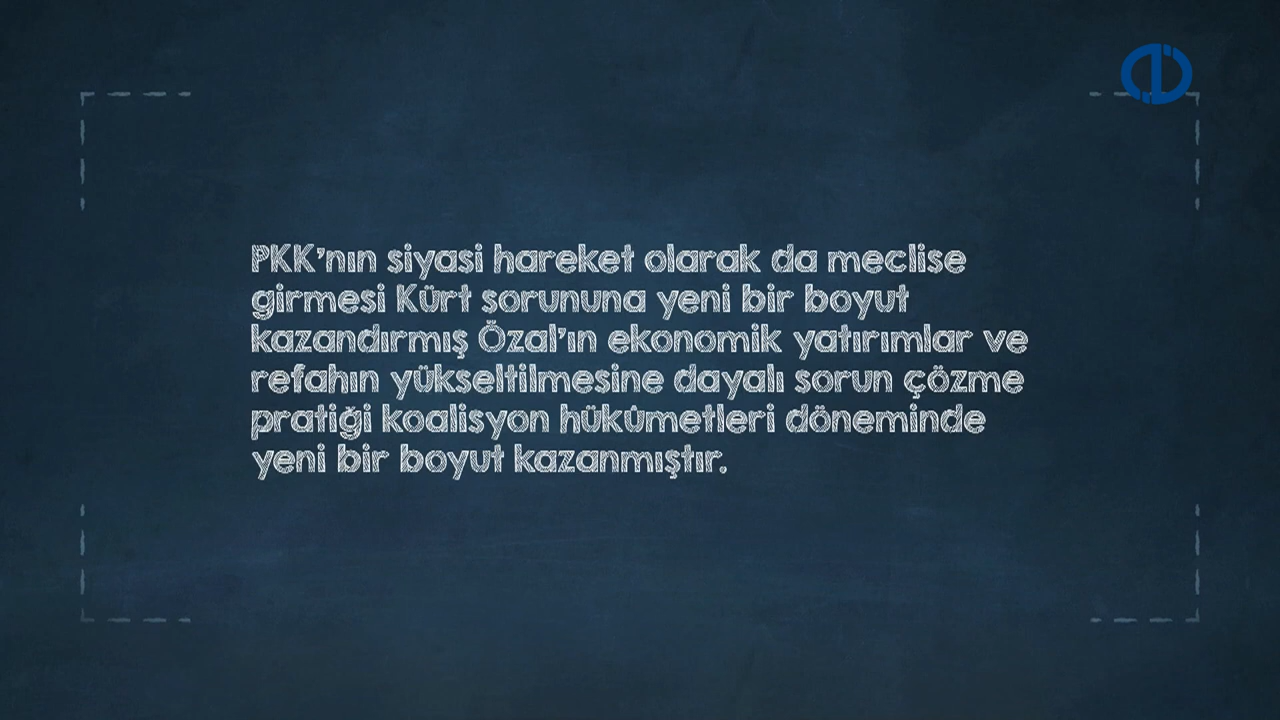 PKK'nın siyasi hareket olarak da meclise
girmesi Kürt sorununa yeni bir boyut
kazandırmış Özal'ın ekonomik yatırımlar ve
refahın yükseltilmesine dayalı sorun çözme
pratiği koalisyon hükûmetleri döneminde
yeni bir boyut kazanmıştır.